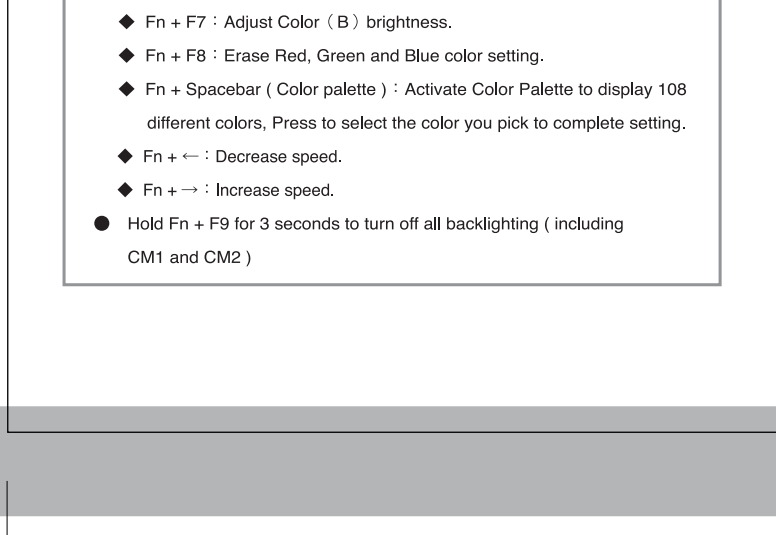 ◆ Fn + F7：Adjust Color（B）brightness.
◆ Fn + F8：Erase Red, Green and Blue color setting.
◆ Fn + Spacebar ( Color palette )：Activate Color Palette to display 108
different colors, Press to select the color you pick to complete setting.
◆ Fn + ←：Decrease speed.
◆ Fn + →：Increase speed.
● Hold Fn + F9 for 3 seconds to turn off all backlighting ( including
CM1 and CM2 )